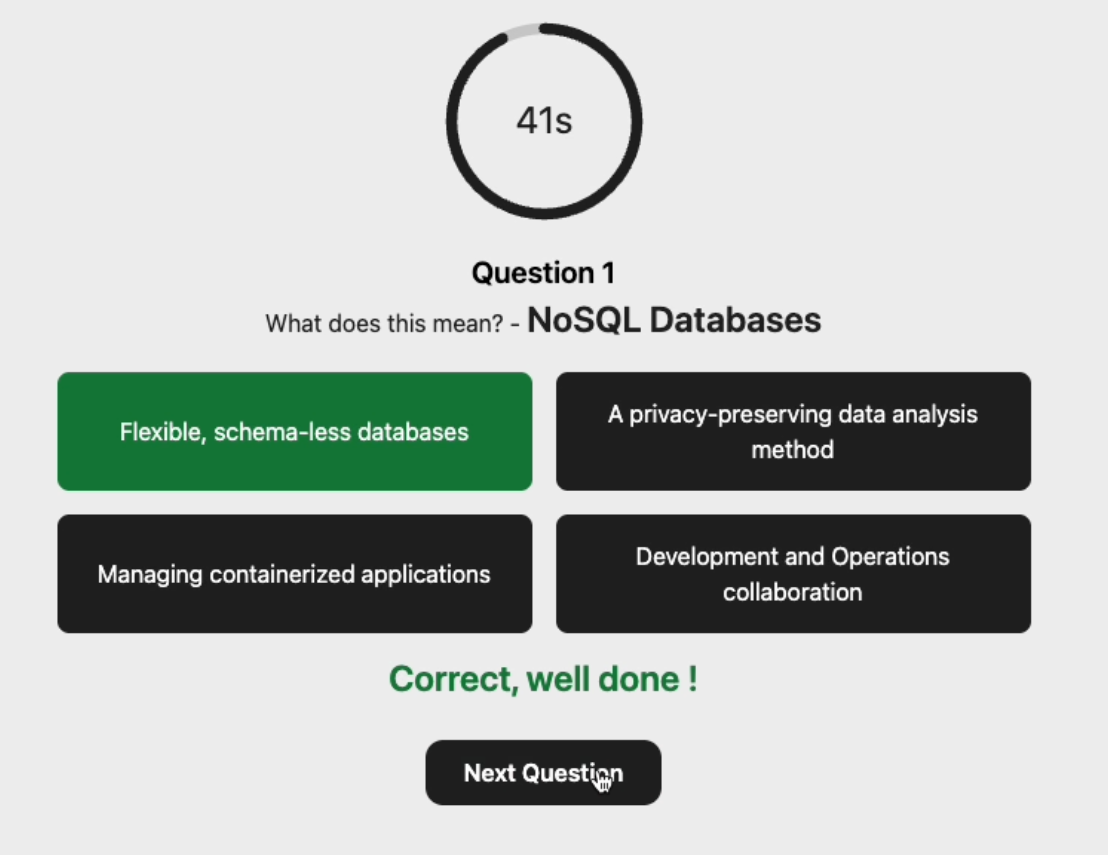 41s
Question 1
What does this mean? - NoSQL Databases
Flexible, schema-less databases
A privacy-preserving data analysis
method
Managing containerized applications
Development and Operations
collaboration
Correct, well done !
Next Question